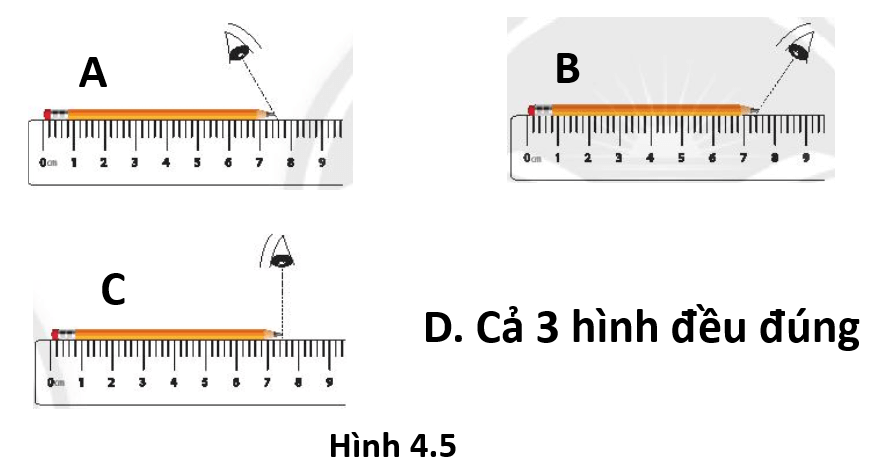 A
0cm 1 2 3 4 5 6 7 8 9
B
0cm 1 2 3 4 5 6 7 8 9
C
0cm 1 2 3 4 5 6 7 8 9
D. Cả 3 hình đều đúng
Hình 4.5